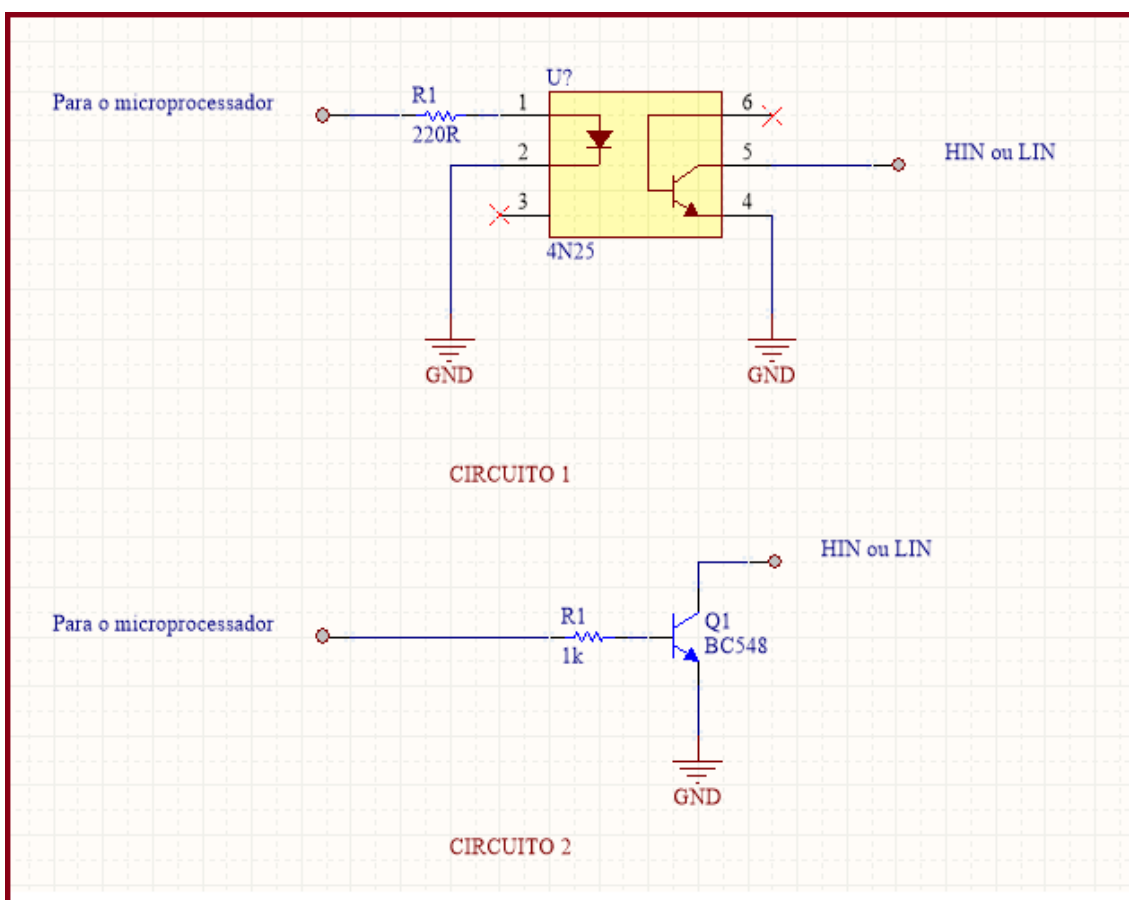 U?
Para o microprocessador
R1
220R
1
2
3
6
5
4
HIN ou LIN
4N25
GND
GND
CIRCUITO 1
HIN ou LIN
Para o microprocessador
R1
1k
Q1
BC548
GND
CIRCUITO 2